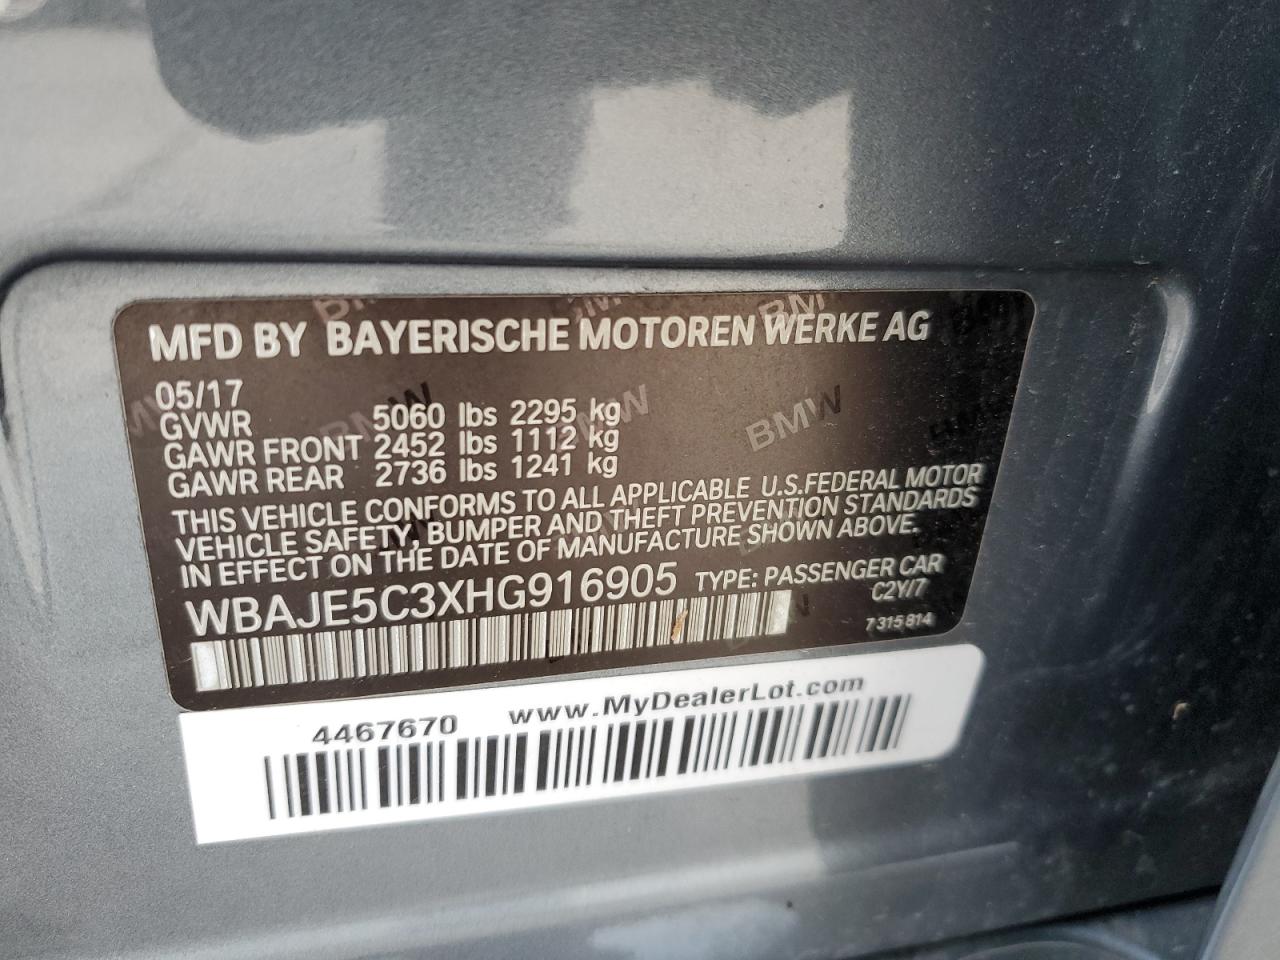 MFD BY BAYERISCHE MOTOREN WERKE AG
05/17
GVWR 5060 lbs 2295 kg
GAWR FRONT 2452 lbs 1112 kg
GAWR REAR 2736 lbs 1241 kg
THIS VEHICLE CONFORMS TO ALL APPLICABLE U.S.FEDERAL MOTOR
VEHICLE SAFETY, BUMPER AND THEFT PREVENTION STANDARDS
IN EFFECT ON THE DATE OF MANUFACTURE SHOWN ABOVE.
WBAJE5C3XHG916905 TYPE: PASSENGER CAR
C2Y/7
7 315 814
4467670 www.MyDealerLot.com